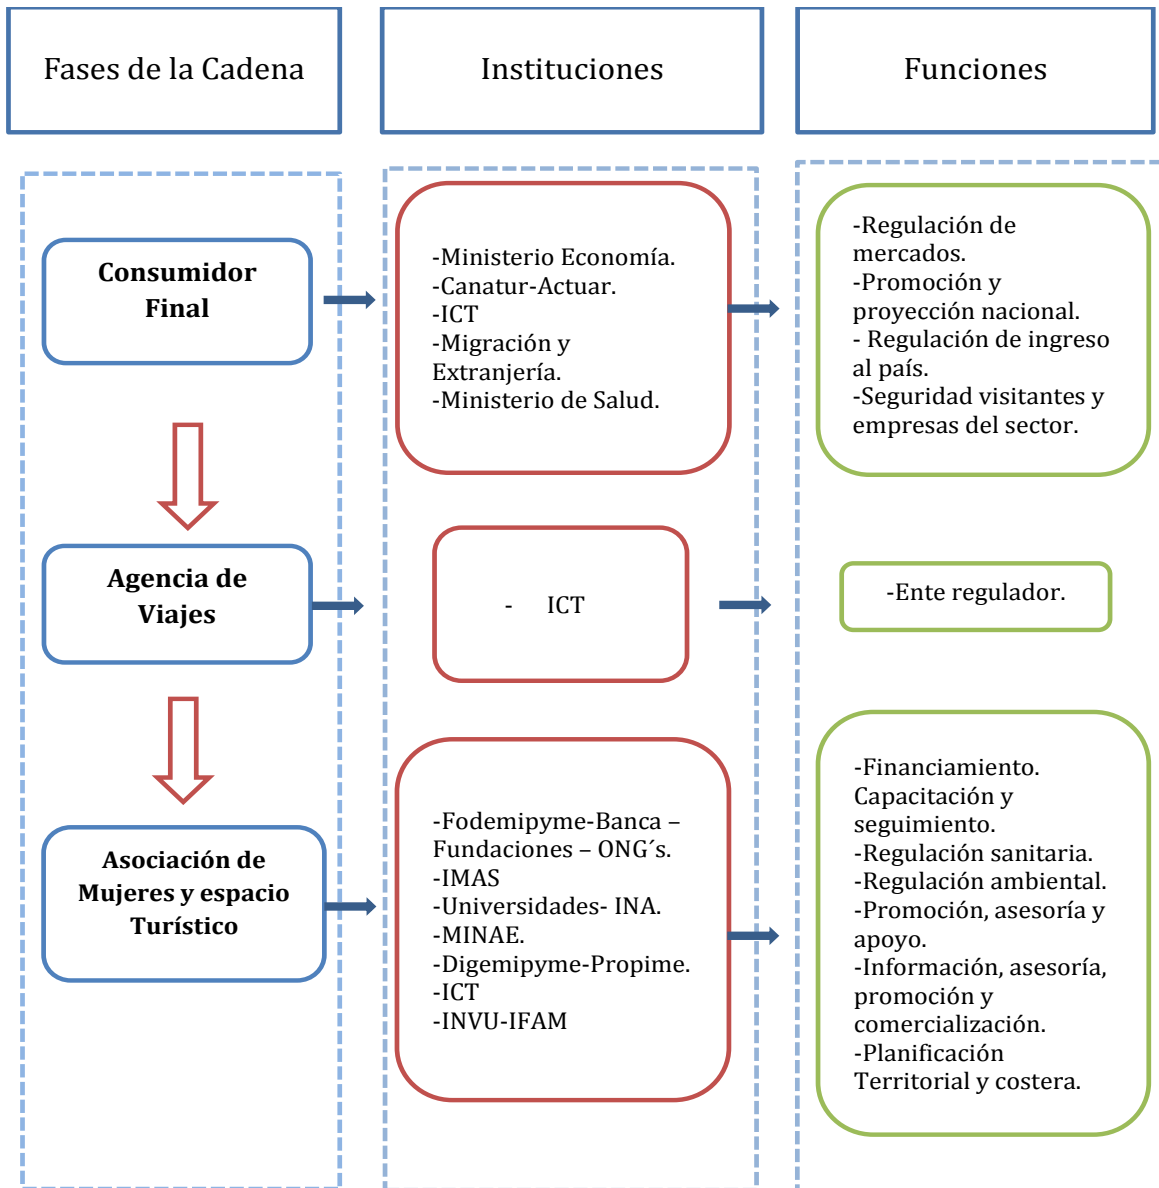 Fases de la Cadena
Instituciones
Funciones
Consumidor
Final
-Ministerio Economía.
-Canatur-Actuar.
-ICT
-Migración y
Extranjería.
-Ministerio de Salud.
-Regulación de
mercados.
-Promoción y
proyección nacional.
- Regulación de ingreso
al país.
-Seguridad visitantes y
empresas del sector.
Agencia de
Viajes
- ICT
-Ente regulador.
Asociación de
Mujeres y espacio
Turístico
-Fodemipyme-Banca –
Fundaciones – ONG´s.
-IMAS
-Universidades- INA.
-MINAE.
-Digemipyme-Propime.
-ICT
-INVU-IFAM
-Financiamiento.
Capacitación y
seguimiento.
-Regulación sanitaria.
-Regulación ambiental.
-Promoción, asesoría y
apoyo.
-Información, asesoría,
promoción y
comercialización.
-Planificación
Territorial y costera.